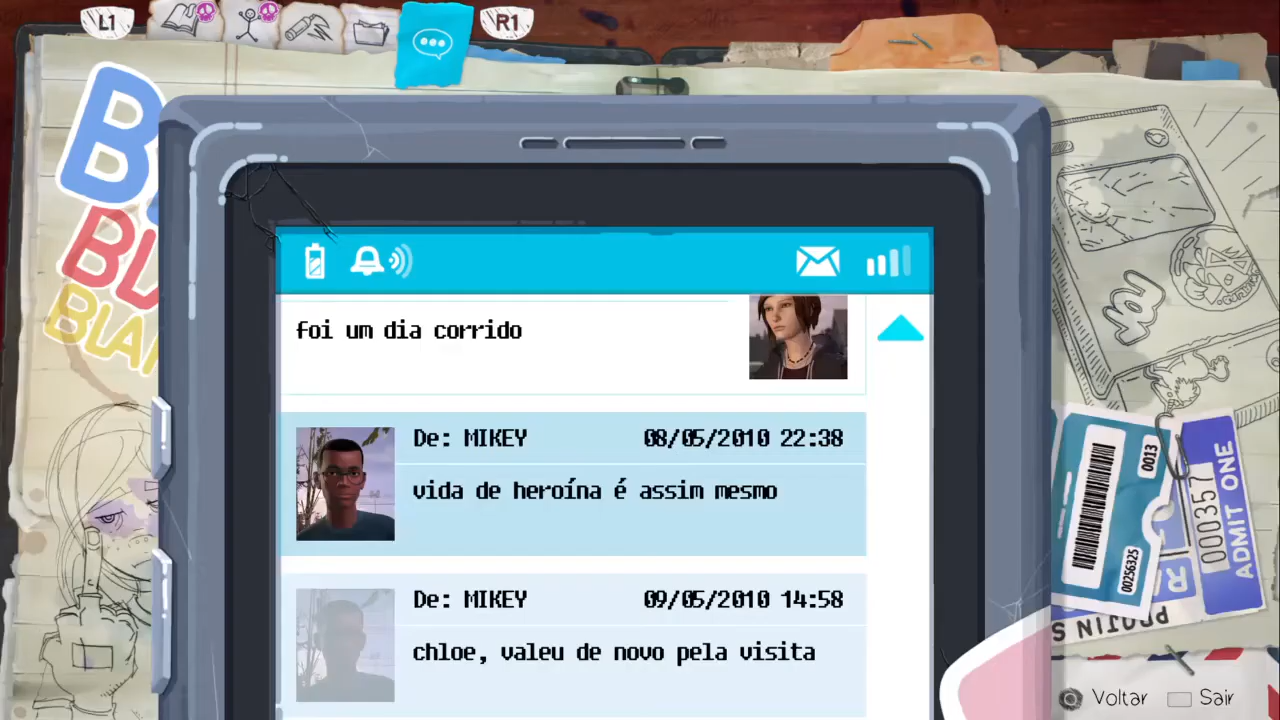 L1
R1
foi um dia corrido
De: MIKEY 08/05/2010 22:38
vida de heroína é assim mesmo
De: MIKEY 09/05/2010 14:58
chloe, valeu de novo pela visita
0013
00256325
000357
ADMIT ONE
Voltar
Sair